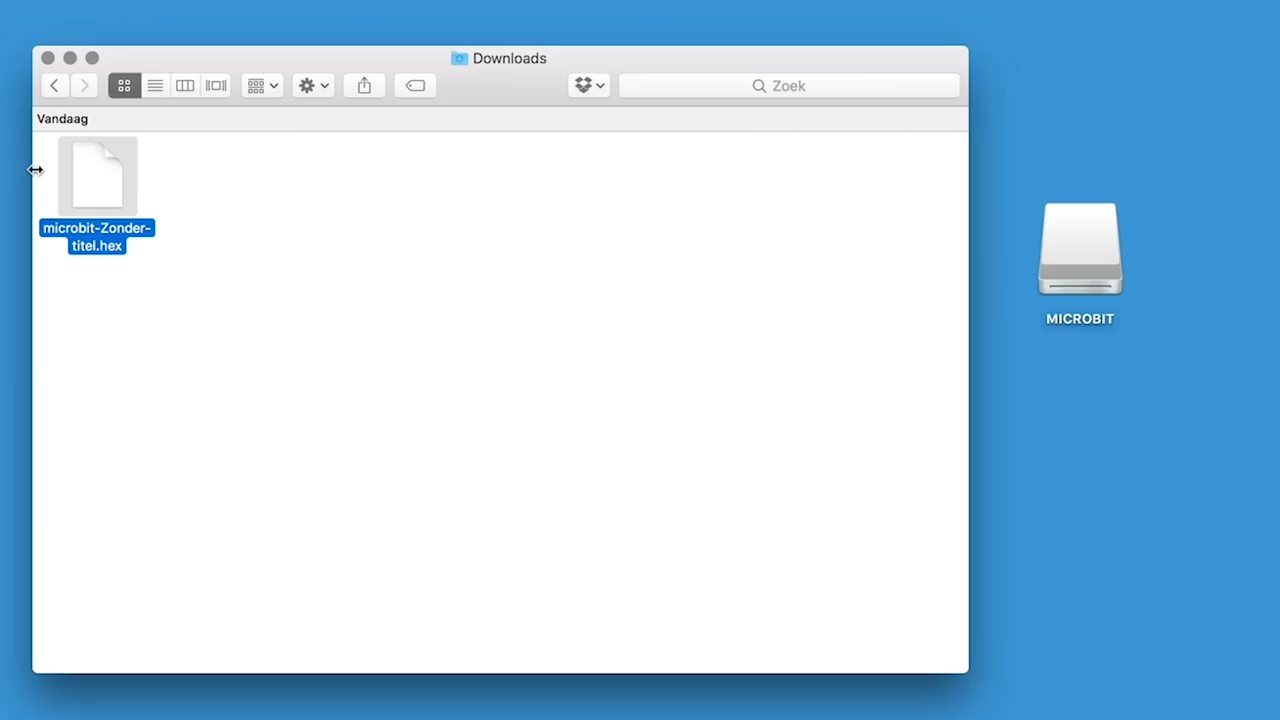 Downloads
Zoek
Vandaag
microbit-Zonder-
titel.hex
MICROBIT